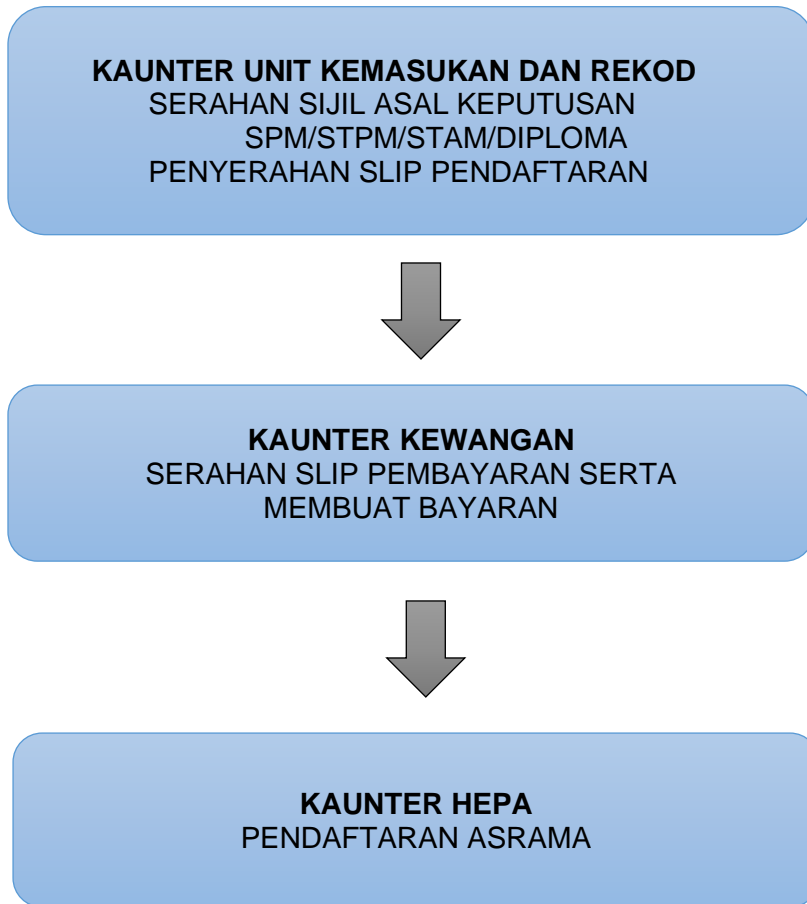 KAUNTER UNIT KEMASUKAN DAN REKOD
SERAHAN SIJIL ASAL KEPUTUSAN
SPM/STPM/STAM/DIPLOMA
PENYERAHAN SLIP PENDAFTARAN
KAUNTER KEWANGAN
SERAHAN SLIP PEMBAYARAN SERTA
MEMBUAT BAYARAN
KAUNTER HEPA
PENDAFTARAN ASRAMA